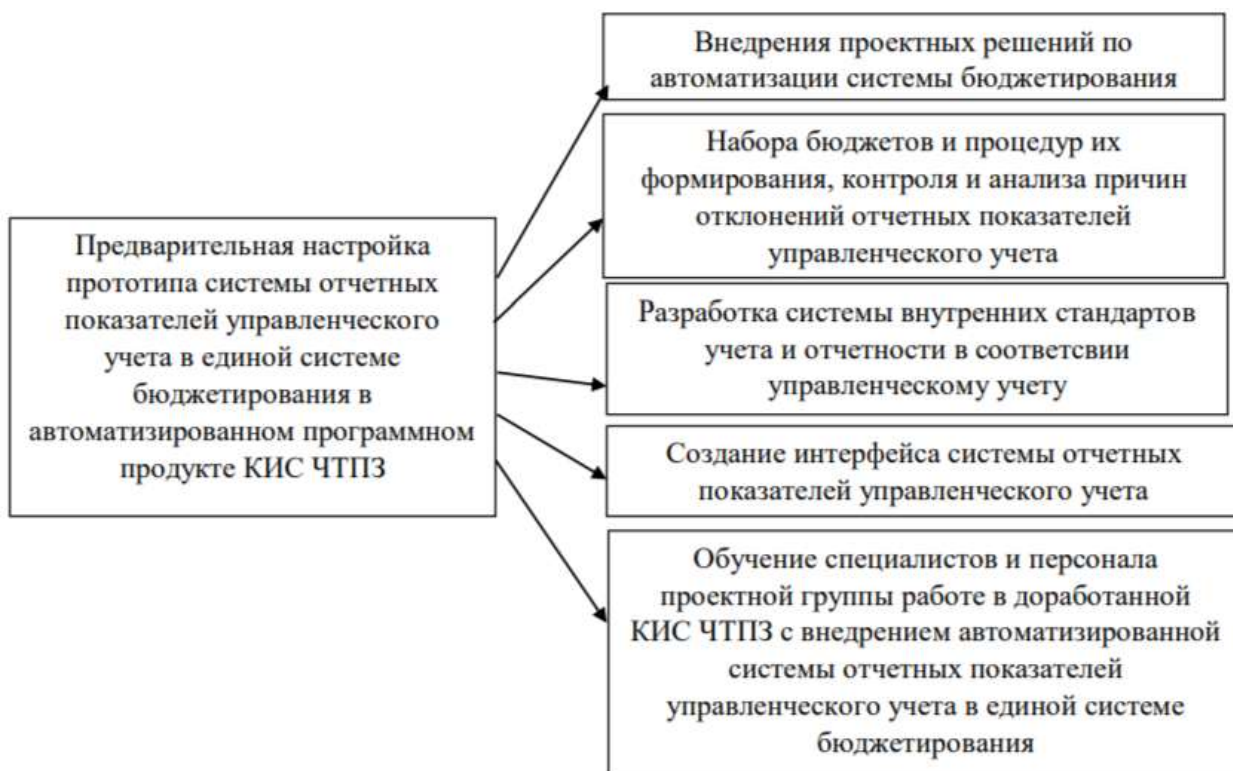 Предварительная настройка
прототипа системы отчетных
показателей управленческого
учета в единой системе
бюджетирования в
автоматизированном программном
продукте КИС ЧТПЗ
Внедрения проектных решений по
автоматизации системы бюджетирования
Набора бюджетов и процедур их
формирования, контроля и анализа причин
отклонений отчетных показателей
управленческого учета
Разработка системы внутренних стандартов
учета и отчетности в соответсвии
управленческому учету
Создание интерфейса системы отчетных
показателей управленческого учета
Обучение специалистов и персонала
проектной группы работе в доработанной
КИС ЧТПЗ с внедрением автоматизированной
системы отчетных показателей
управленческого учета в единой системе
бюджетирования